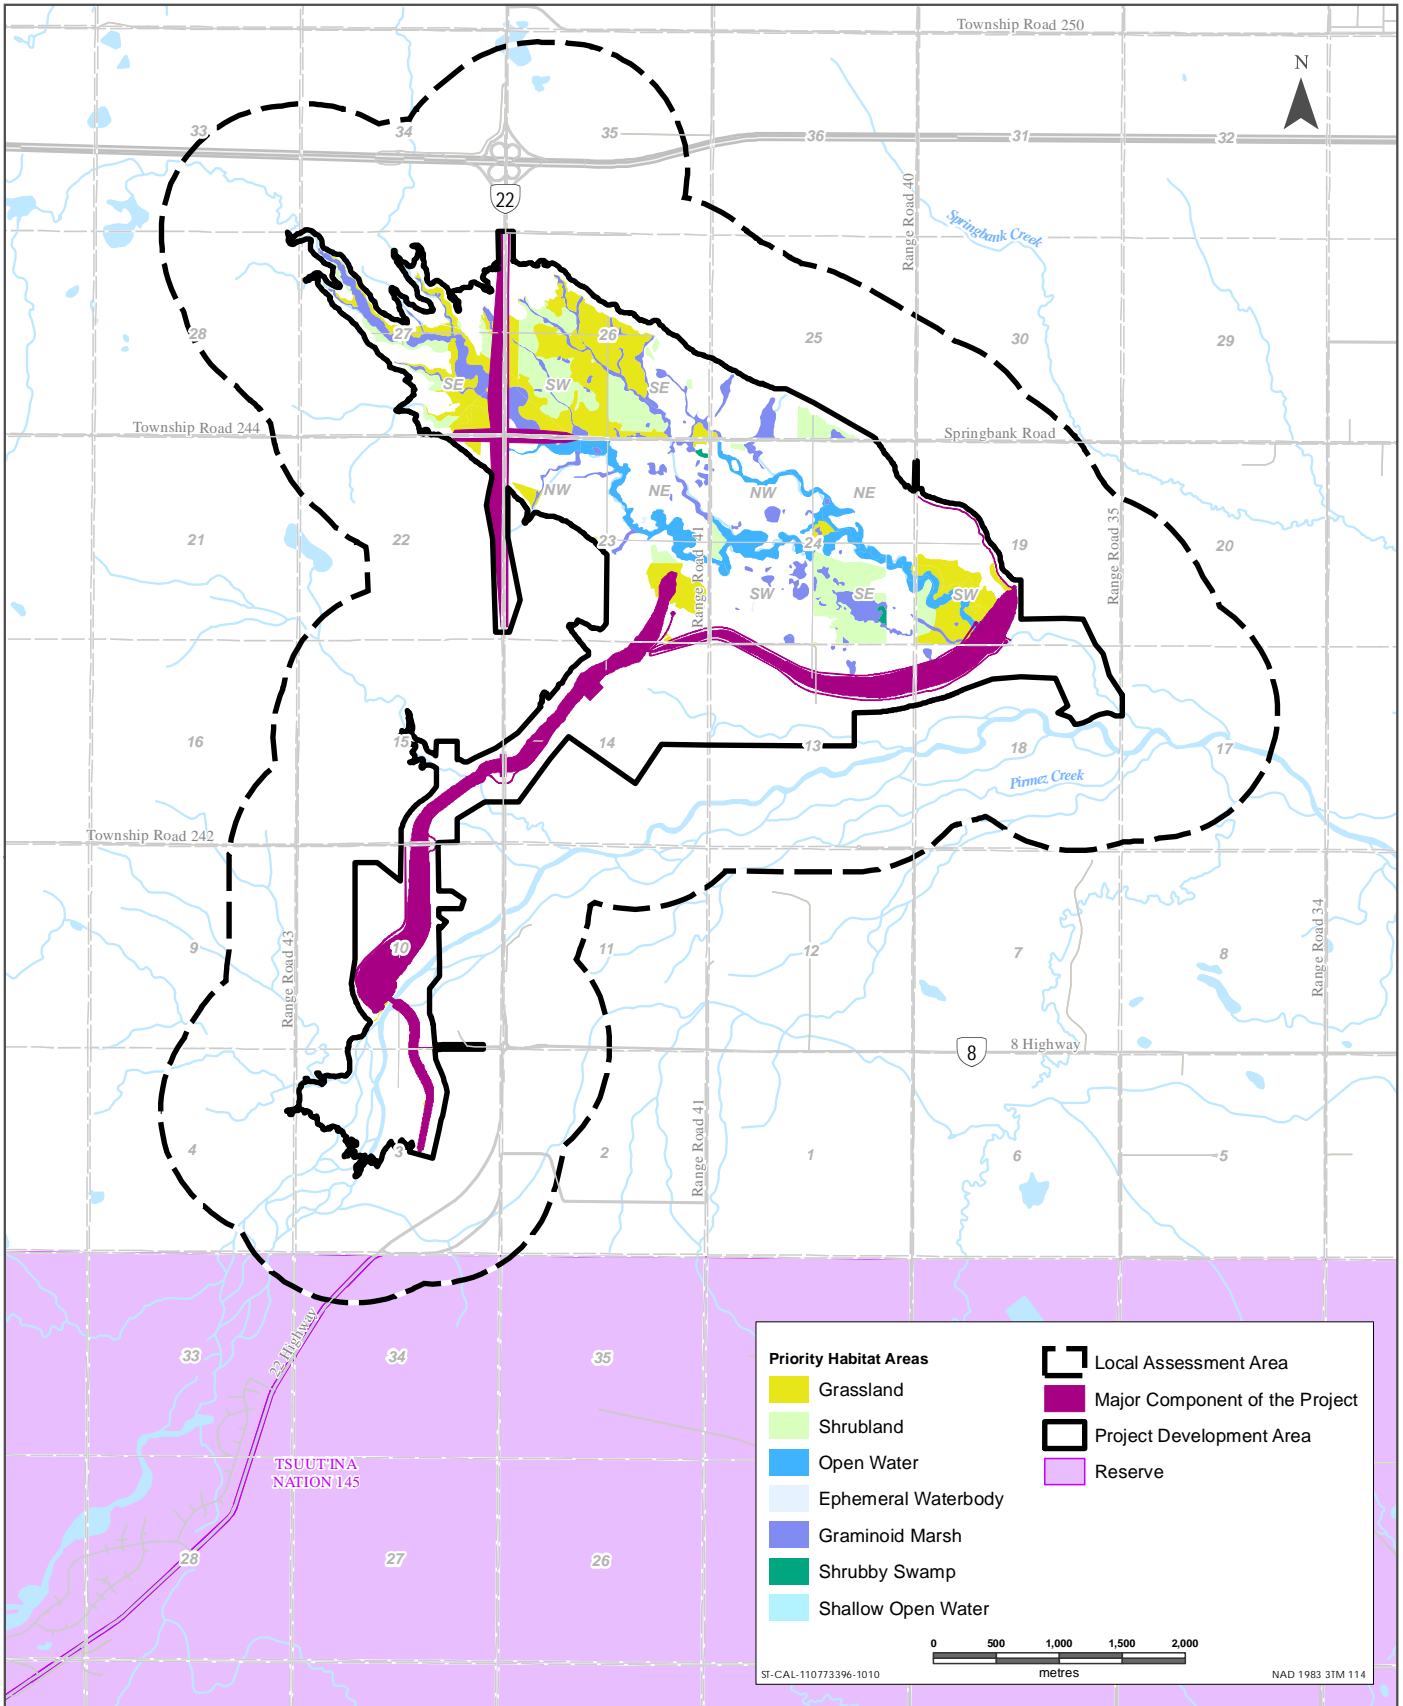 Township Road 250
N
33
34
35
36
31
32
22
Range Road 40
Springbank Creek
28
27
26
25
30
29
SE
SW
SE
Township Road 244
Springbank Road
NW
NE
NW
NE
Range Road 35
21
22
23
Range Road 41
24
19
20
SW
SE
SW
16
15
14
13
18
17
Pirmez Creek
Township Road 242
9
Range Road 43
10
11
12
7
8
Range Road 34
8
8 Highway
4
3
2
Range Road 41
1
6
5
33
22 Highway
34
35
TSUUT'INA
NATION 145
28
27
26
Priority Habitat Areas
Grassland
Shrubland
Open Water
Ephemeral Waterbody
Graminoid Marsh
Shrubby Swamp
Shallow Open Water
Local Assessment Area
Major Component of the Project
Project Development Area
Reserve
0 500 1,000 1,500 2,000
metres
ST-CAL-110773396-1010
NAD 1983 3TM 114